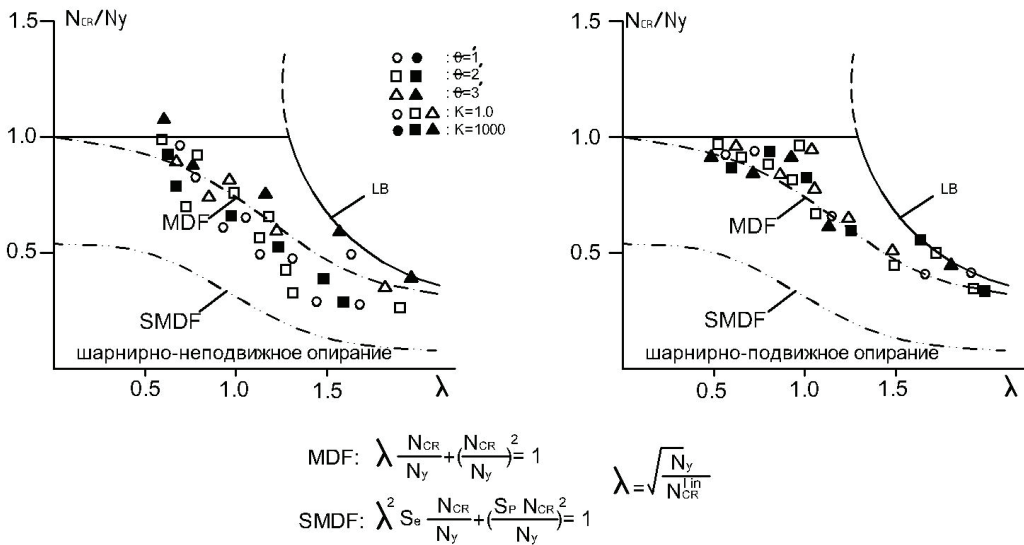 1.5 NCR/Ny
1.0
0.5
0.5 1.0 1.5 λ
○ ● : θ=1°
□ ■ : θ=2°
△ ▲ : θ=3°
○ □ △ : K=1.0
● ■ ▲ : K=1000
LB
MDF
SMDF
шарнирно-неподвижное опирание
1.5 NCR/Ny
1.0
0.5
0.5 1.0 1.5 λ
LB
MDF
SMDF
шарнирно-подвижное опирание
MDF: λ NCR/Ny + (NCR/Ny)² = 1
λ = √(Ny/NCR^lin)
SMDF: λ² Se NCR/Ny + (Sp NCR/Ny)² = 1